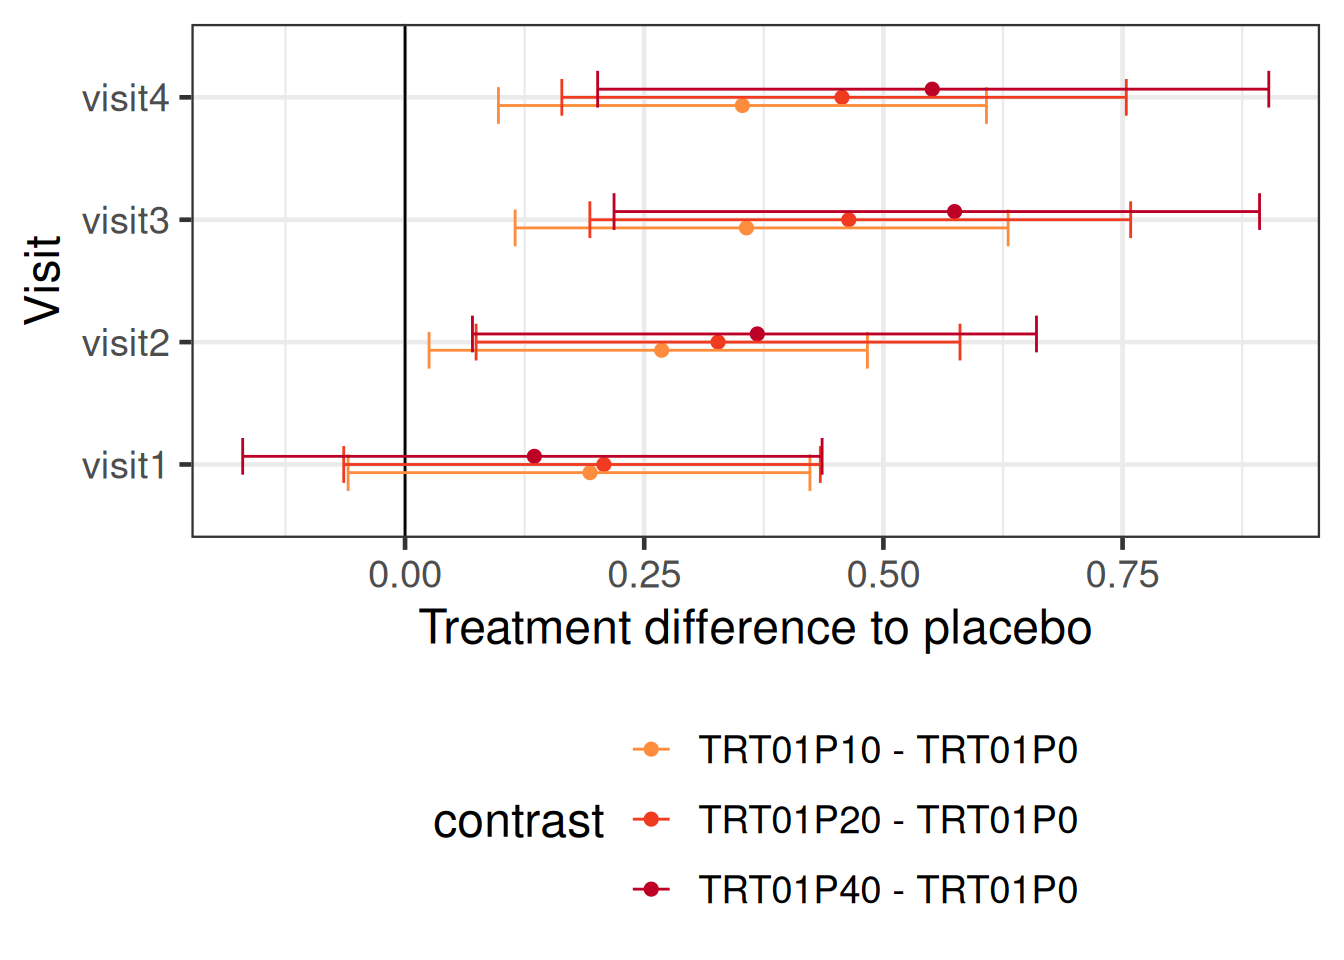 Visit
visit4
visit3
visit2
visit1
0.00 0.25 0.50 0.75
Treatment difference to placebo
contrast
TRT01P10 - TRT01P0
TRT01P20 - TRT01P0
TRT01P40 - TRT01P0